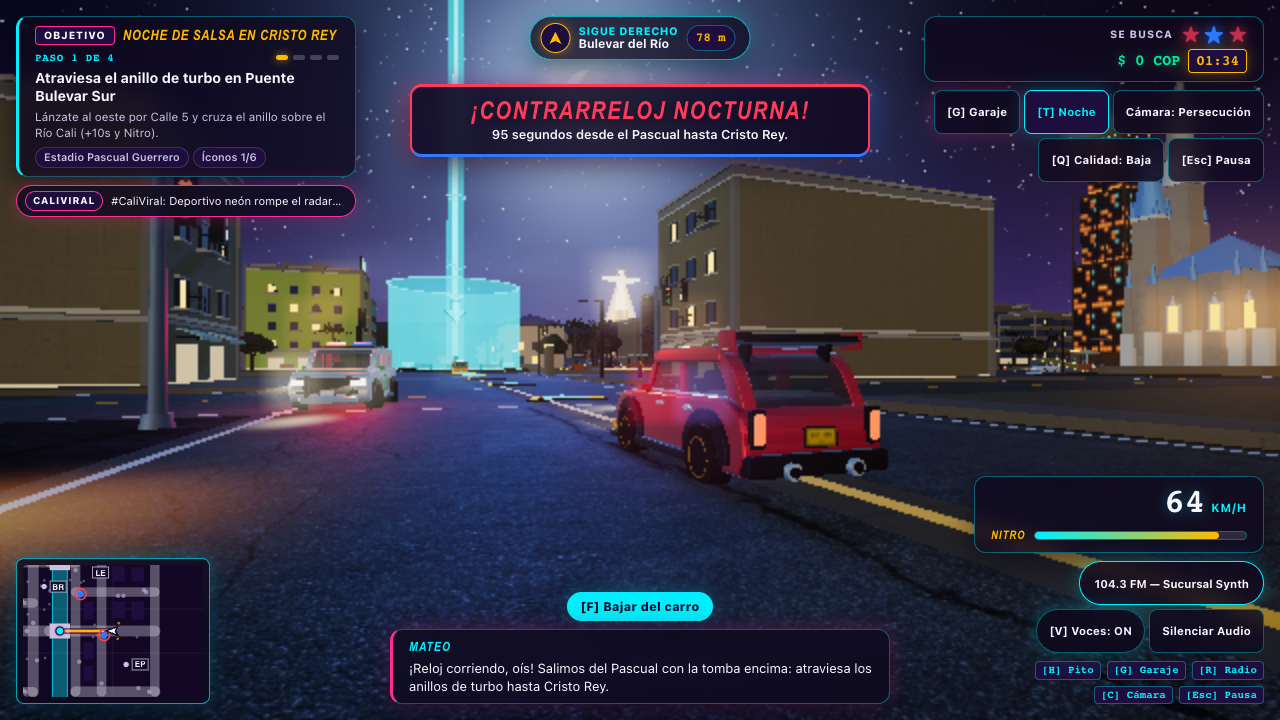 OBJETIVO NOCHE DE SALSA EN CRISTO REY
PASO 1 DE 4
Atraviesa el anillo de turbo en Puente
Bulevar Sur
Lánzate al oeste por Calle 5 y cruza el anillo sobre el
Río Cali (+10s y Nitro).
Estadio Pascual Guerrero Íconos 1/6
CALIVIRAL #CaliViral: Deportivo neón rompe el radar...
SIGUE DERECHO
Bulevar del Río
78 m
¡CONTRARRELOJ NOCTURNA!
95 segundos desde el Pascual hasta Cristo Rey.
SE BUSCA
$ 0 COP 01:34
[G] Garaje [T] Noche Cámara: Persecución
[Q] Calidad: Baja [Esc] Pausa
64 KM/H
NITRO
104.3 FM — Sucursal Synth
[V] Voces: ON Silenciar Audio
[H] Pito [G] Garaje [R] Radio
[C] Cámara [Esc] Pausa
[F] Bajar del carro
MATEO
¡Reloj corriendo, oís! Salimos del Pascual con la tomba encima: atraviesa los
anillos de turbo hasta Cristo Rey.
LE
BR
EP